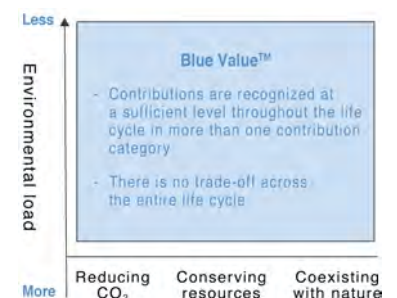 Less
Environmental load
Blue Value™
- Contributions are recognized at
a sufficient level throughout the life
cycle in more than one contribution
category
- There is no trade-off across
the entire life cycle
More
Reducing
CO₂
Conserving
resources
Coexisting
with nature